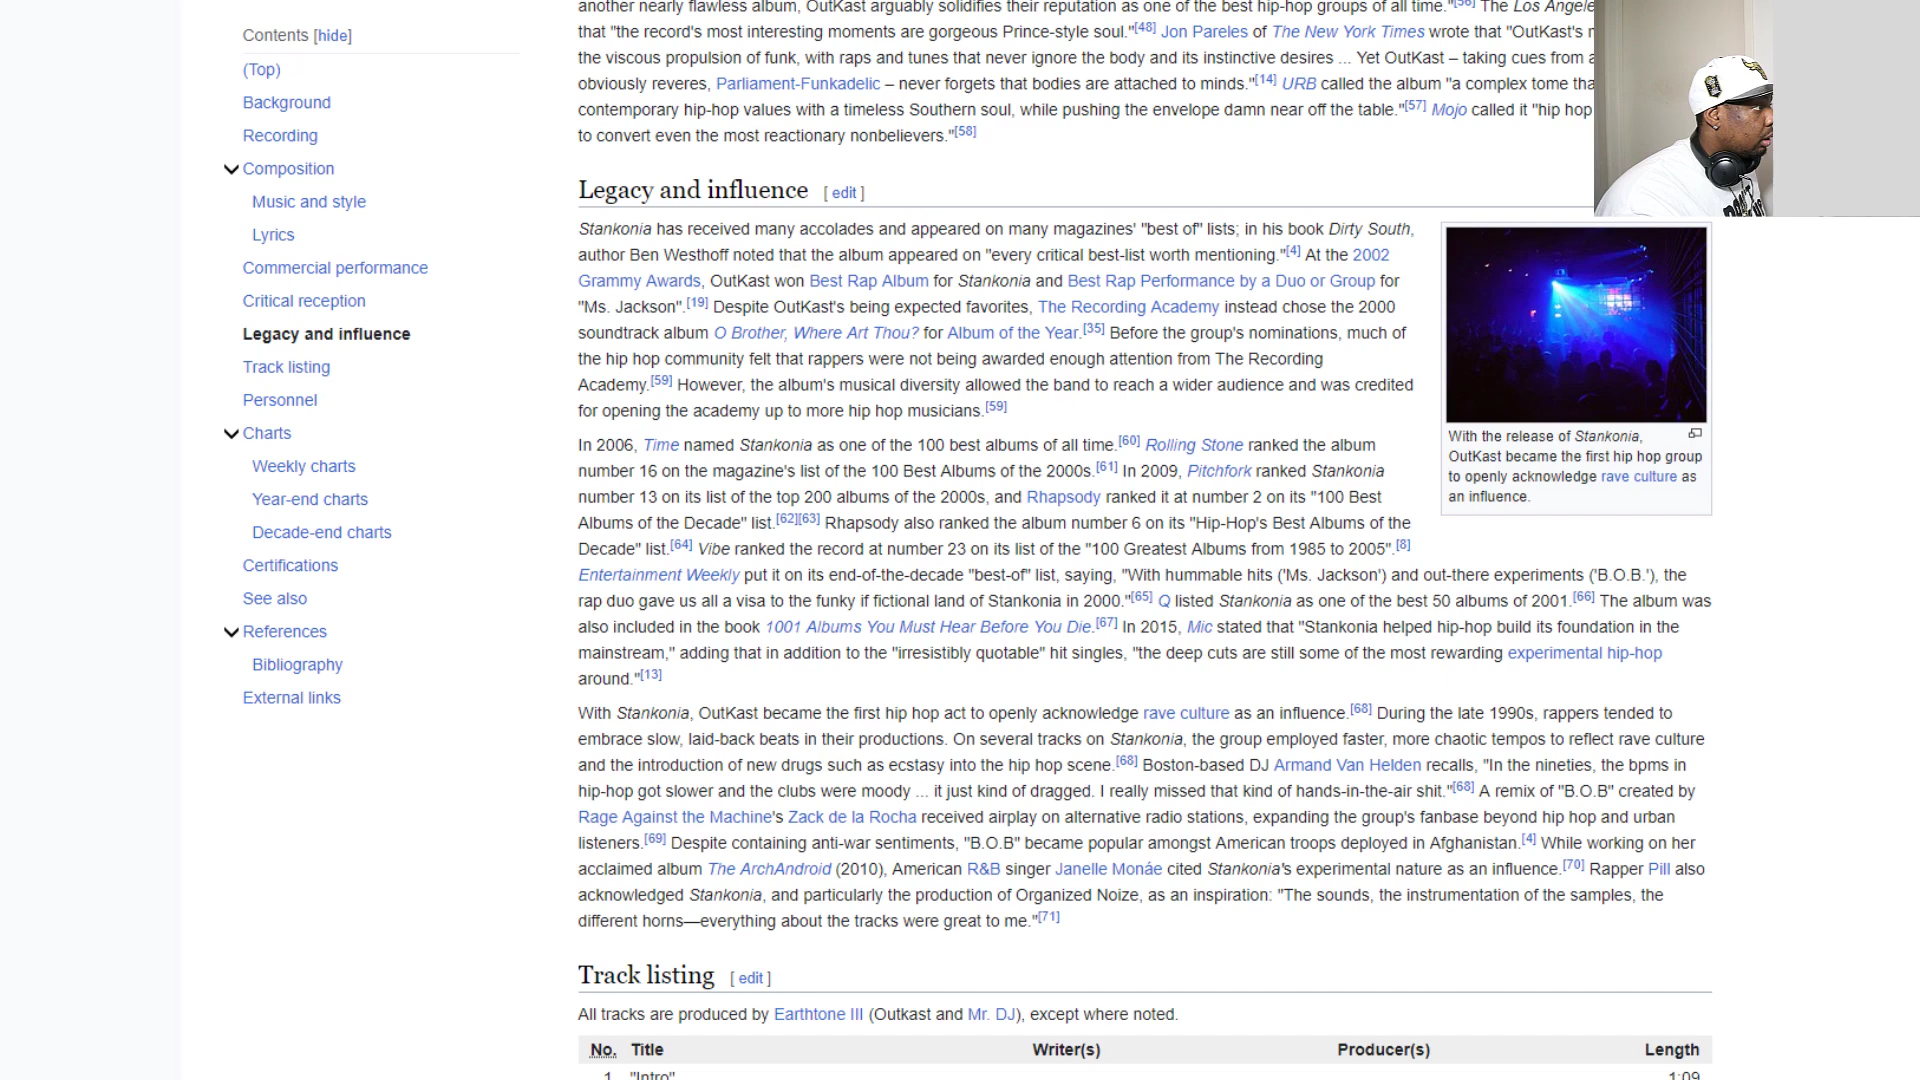 Contents [hide]
(Top)
Background
Recording
Composition
Music and style
Lyrics
Commercial performance
Critical reception
Legacy and influence
Track listing
Personnel
Charts
Weekly charts
Year-end charts
Decade-end charts
Certifications
See also
References
Bibliography
External links
another nearly flawless album, OutKast arguably solidifies their reputation as one of the best hip-hop groups of all time."[56] The Los Angele
that "the record's most interesting moments are gorgeous Prince-style soul."[48] Jon Pareles of The New York Times wrote that "OutKast's
the viscous propulsion of funk, with raps and tunes that never ignore the body and its instinctive desires ... Yet OutKast – taking cues from a
obviously reveres, Parliament-Funkadelic – never forgets that bodies are attached to minds."[14] URB called the album "a complex tome tha
contemporary hip-hop values with a timeless Southern soul, while pushing the envelope damn near off the table."[57] Mojo called it "hip hop
to convert even the most reactionary nonbelievers."[58]
Legacy and influence [ edit ]
Stankonia has received many accolades and appeared on many magazines' "best of" lists; in his book Dirty South,
author Ben Westhoff noted that the album appeared on "every critical best-list worth mentioning."[4] At the 2002
Grammy Awards, OutKast won Best Rap Album for Stankonia and Best Rap Performance by a Duo or Group for
"Ms. Jackson".[19] Despite OutKast's being expected favorites, The Recording Academy instead chose the 2000
soundtrack album O Brother, Where Art Thou? for Album of the Year.[35] Before the group's nominations, much of
the hip hop community felt that rappers were not being awarded enough attention from The Recording
Academy.[59] However, the album's musical diversity allowed the band to reach a wider audience and was credited
for opening the academy up to more hip hop musicians.[59]
With the release of Stankonia,
OutKast became the first hip hop group
to openly acknowledge rave culture as
an influence.
In 2006, Time named Stankonia as one of the 100 best albums of all time.[60] Rolling Stone ranked the album
number 16 on the magazine's list of the 100 Best Albums of the 2000s.[61] In 2009, Pitchfork ranked Stankonia
number 13 on its list of the top 200 albums of the 2000s, and Rhapsody ranked it at number 2 on its "100 Best
Albums of the Decade" list.[62][63] Rhapsody also ranked the album number 6 on its "Hip-Hop's Best Albums of the
Decade" list.[64] Vibe ranked the record at number 23 on its list of the "100 Greatest Albums from 1985 to 2005".[8]
Entertainment Weekly put it on its end-of-the-decade "best-of" list, saying, "With hummable hits ('Ms. Jackson') and out-there experiments ('B.O.B.'), the
rap duo gave us all a visa to the funky if fictional land of Stankonia in 2000."[65] Q listed Stankonia as one of the best 50 albums of 2001.[66] The album was
also included in the book 1001 Albums You Must Hear Before You Die.[67] In 2015, Mic stated that "Stankonia helped hip-hop build its foundation in the
mainstream," adding that in addition to the "irresistibly quotable" hit singles, "the deep cuts are still some of the most rewarding experimental hip-hop
around."[13]
With Stankonia, OutKast became the first hip hop act to openly acknowledge rave culture as an influence.[68] During the late 1990s, rappers tended to
embrace slow, laid-back beats in their productions. On several tracks on Stankonia, the group employed faster, more chaotic tempos to reflect rave culture
and the introduction of new drugs such as ecstasy into the hip hop scene.[68] Boston-based DJ Armand Van Helden recalls, "In the nineties, the bpms in
hip-hop got slower and the clubs were moody ... it just kind of dragged. I really missed that kind of hands-in-the-air shit."[68] A remix of "B.O.B" created by
Rage Against the Machine's Zack de la Rocha received airplay on alternative radio stations, expanding the group's fanbase beyond hip hop and urban
listeners.[69] Despite containing anti-war sentiments, "B.O.B" became popular amongst American troops deployed in Afghanistan.[4] While working on her
acclaimed album The ArchAndroid (2010), American R&B singer Janelle Monáe cited Stankonia's experimental nature as an influence.[70] Rapper Pill also
acknowledged Stankonia, and particularly the production of Organized Noize, as an inspiration: "The sounds, the instrumentation of the samples, the
different horns—everything about the tracks were great to me."[71]
Track listing [ edit ]
All tracks are produced by Earthtone III (Outkast and Mr. DJ), except where noted.
No. Title Writer(s) Producer(s) Length
1. "Intro" 1:09